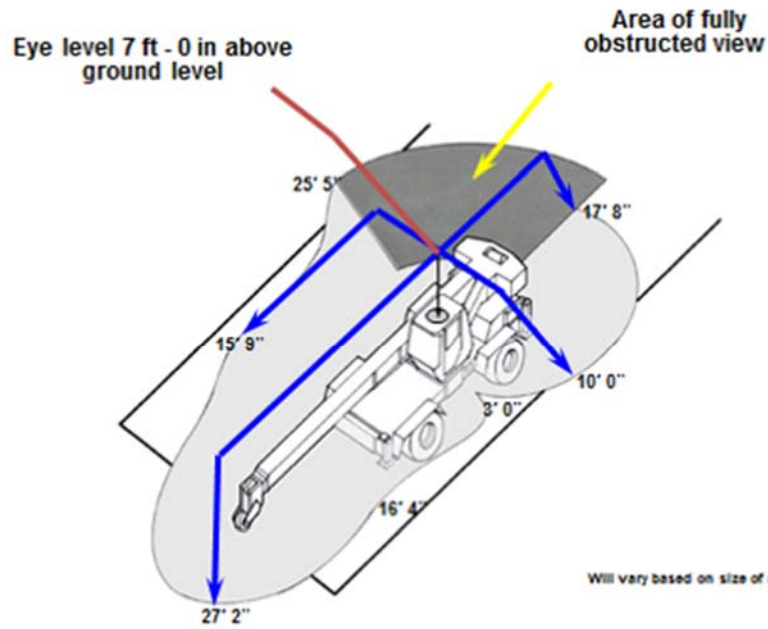 Area of fully
obstructed view
Eye level 7 ft - 0 in above
ground level
25' 5"
17' 8"
15' 9"
10' 0"
3' 0"
16' 4"
Will vary based on size of
27' 2"